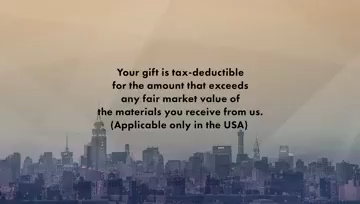 Your gift is tax-deductible
for the amount that exceeds
any fair market value of
the materials you receive from us.
(Applicable only in the USA)